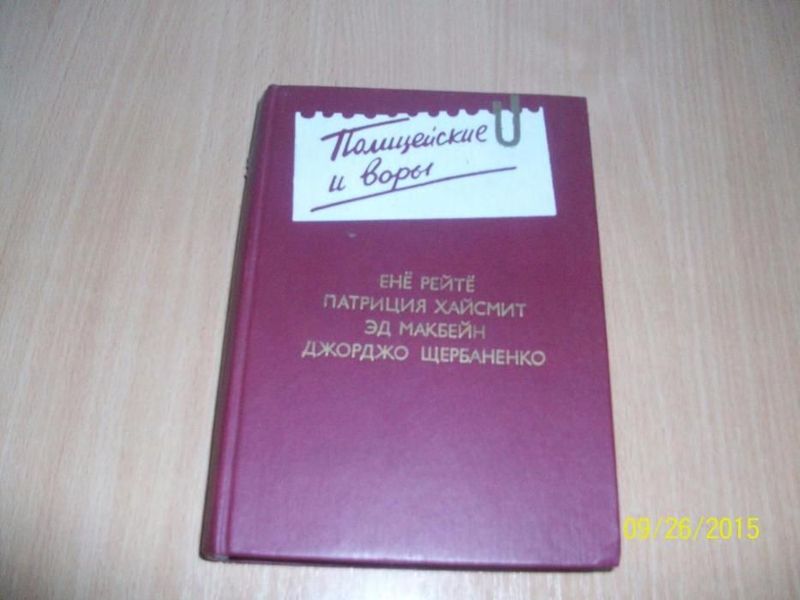 Полицейские
и воры
ЕНЁ РЕЙТЁ
ПАТРИЦИЯ ХАЙСМИТ
ЭД МАКБЕЙН
ДЖОРДЖО ЩЕРБАНЕНКО
09/26/2015